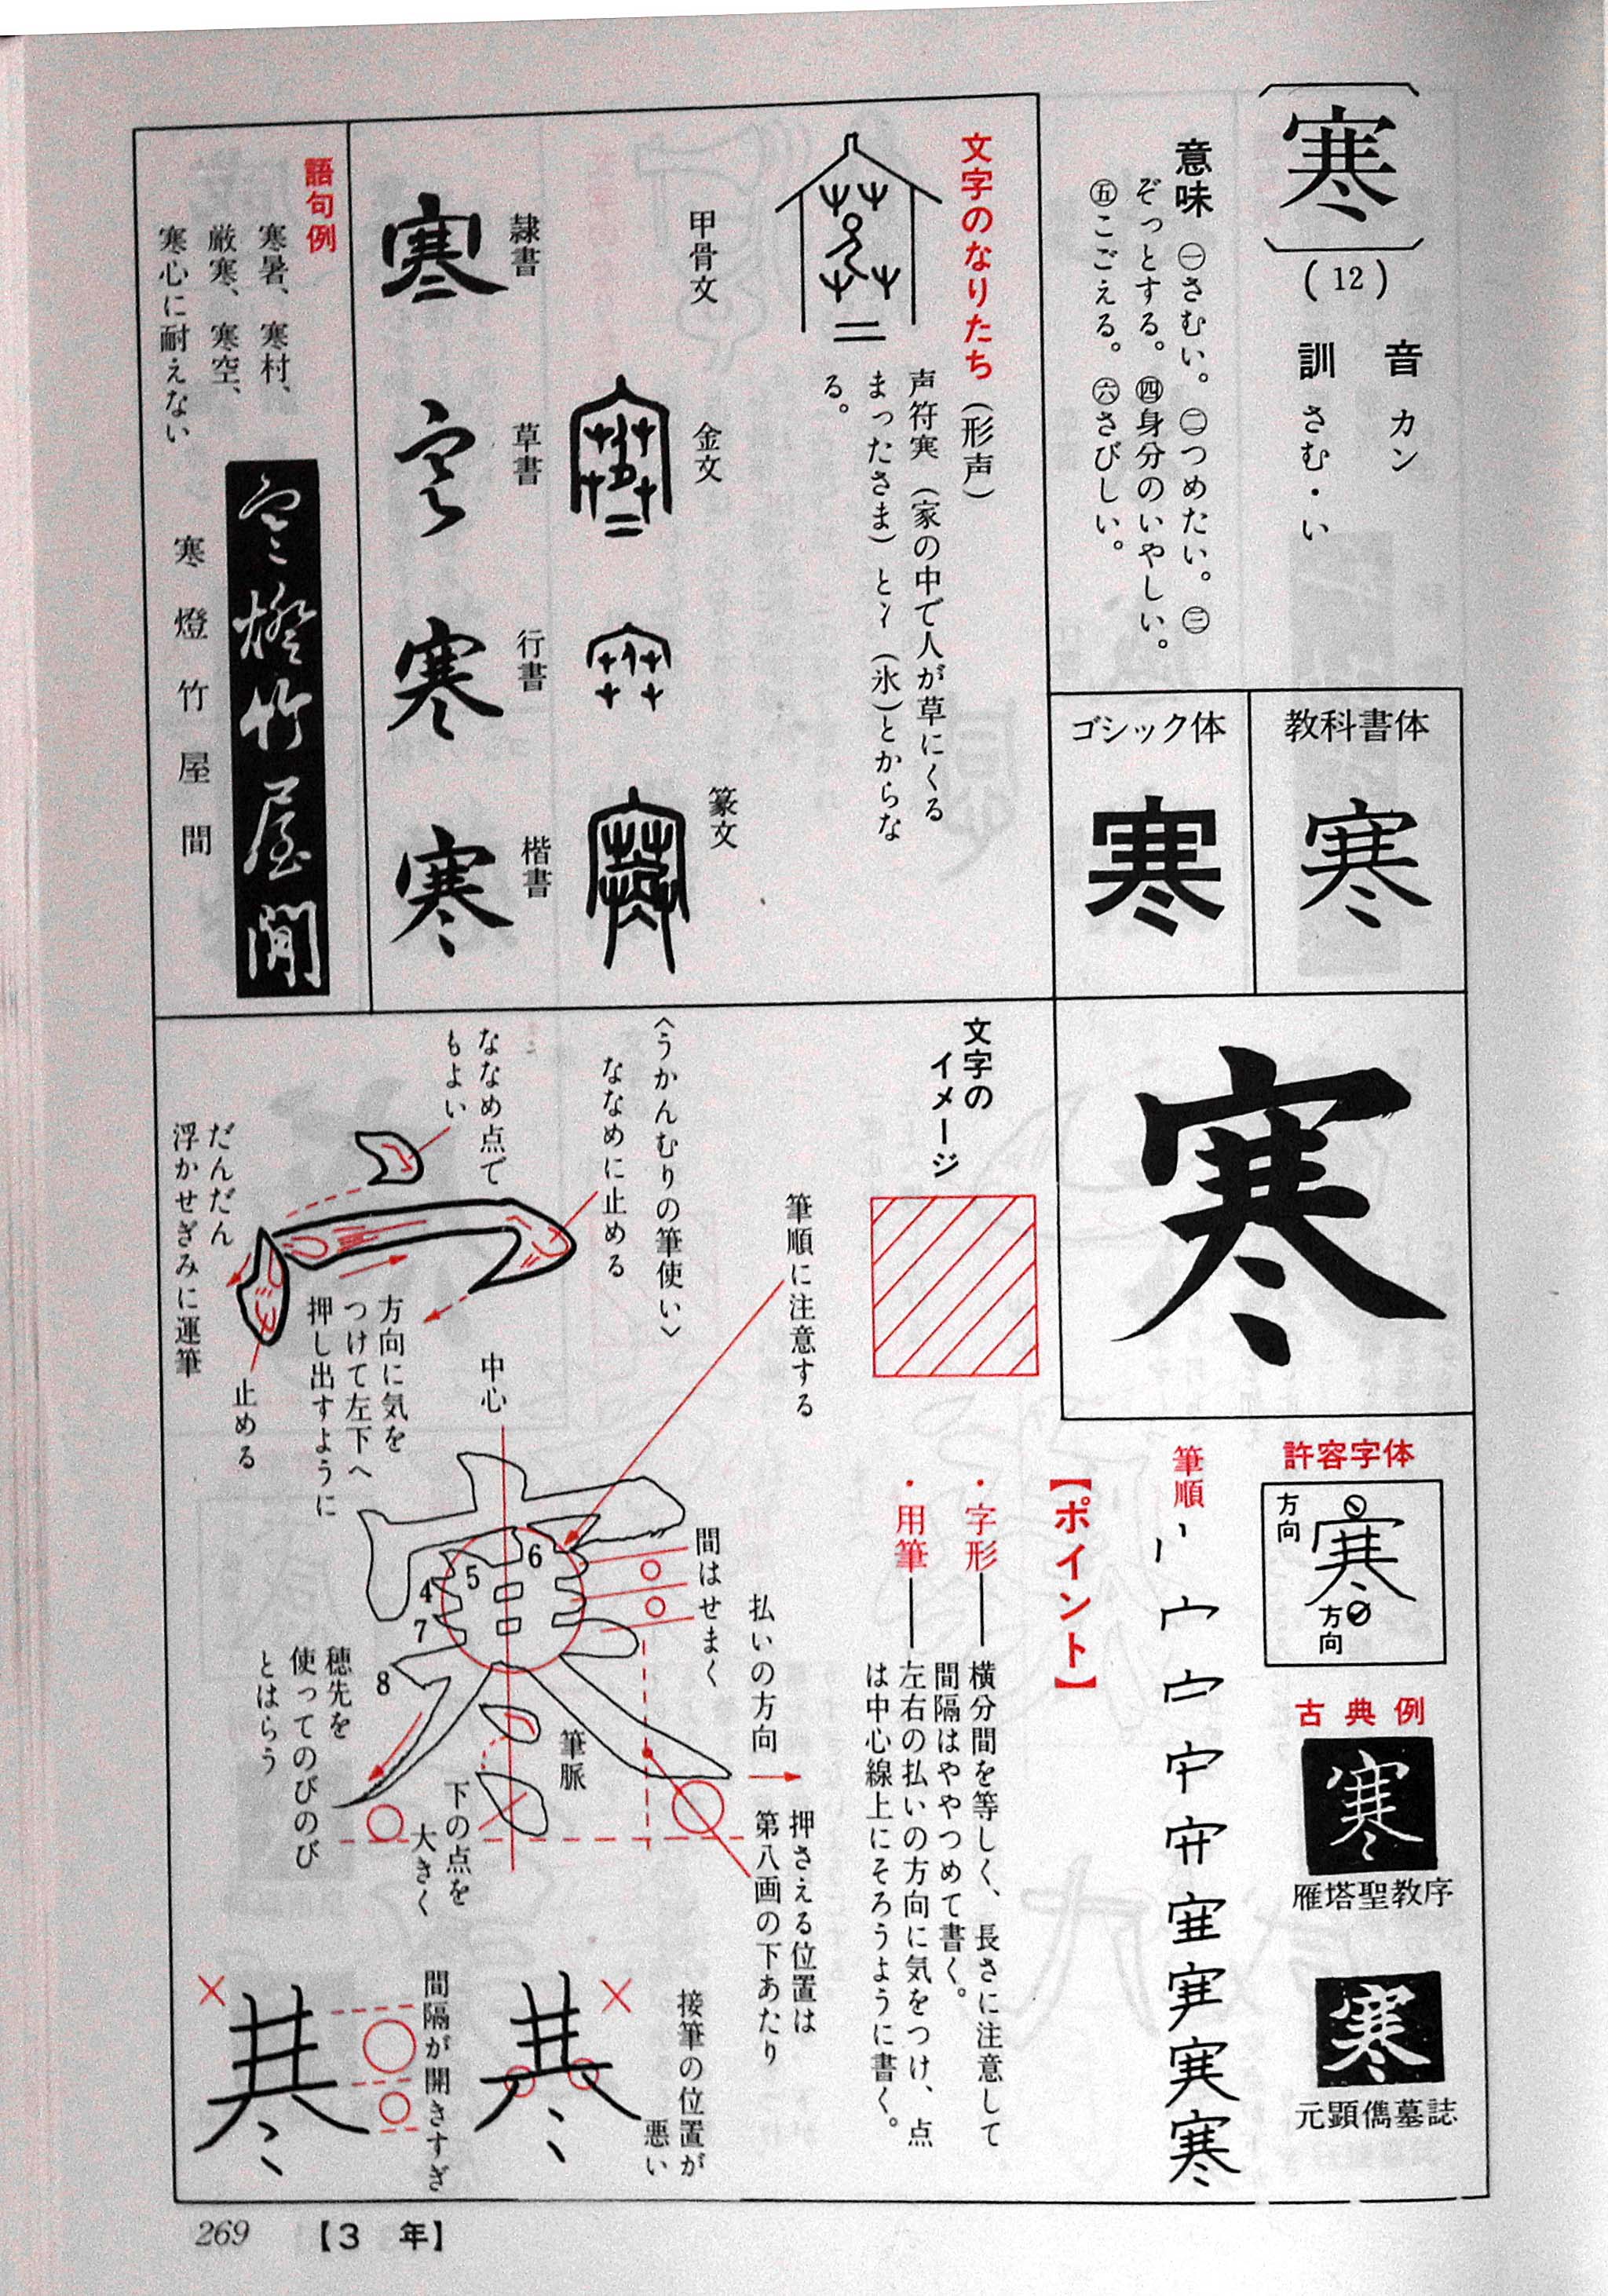 寒
(12)
音 カン
訓 さむ・い
意味 ㊀さむい。㊁つめたい。㊂
ぞっとする。㊃身分のいやしい。
㊄こごえる。㊅さびしい。
教科書体
寒
ゴシック体
寒
文字のなりたち(形声)
声符寒(家の中で人が草にくる
まったさま)と冫(氷)とからな
る。
甲骨文
金文
篆文
隷書
寒
草書
寒
行書
寒
楷書
寒
語句例
寒暑、寒村、
厳寒、寒空、
寒心に耐えない
寒燈竹屋間
寒燈竹屋間
寒
許容字体
寒
方向
方向
古典例
寒
雁塔聖教序
寒
元顕儁墓誌
筆順
寒
【ポイント】
・字形——横分間を等しく、長さに注意して
間隔はややつめて書く。
・用筆——左右の払いの方向に気をつけ、点
は中心線上にそろうように書く。
文字の
イメージ
筆順に注意する
〈うかんむりの筆使い〉
ななめに止める
ななめ点で
もよい
だんだん
浮かせぎみに運筆
方向に気を
つけて左下へ
押し出すように
止める
中心
4
5
6
7
8
間はせまく
払いの方向
押さえる位置は
第八画の下あたり
筆脈
下の点を
大きく
穂先を
使ってのびのび
とはらう
接筆の位置が
悪い
間隔が開きすぎ
269 【3 年】